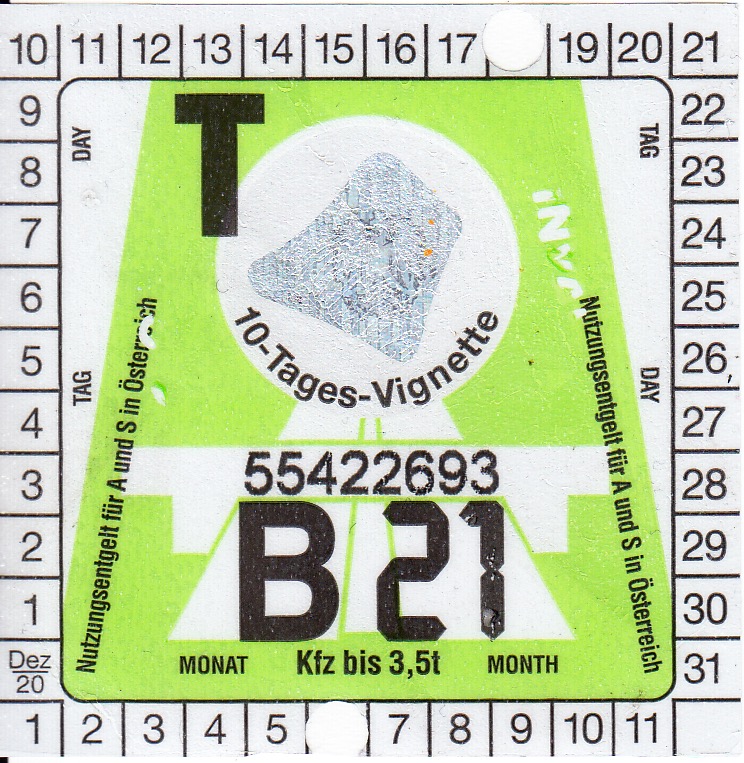 10 11 12 13 14 15 16 17 19 20 21
9 22
8 23
7 24
6 25
5 26
4 27
3 28
2 29
1 30
Dez
20
31
1 2 3 4 5 7 8 9 10 11
DAY
TAG
T
10-Tages-Vignette
TAG
DAY
Nutzungsentgelt für A und S in Österreich
Nutzungsentgelt für A und S in Österreich
55422693
B 21
MONAT Kfz bis 3,5t MONTH